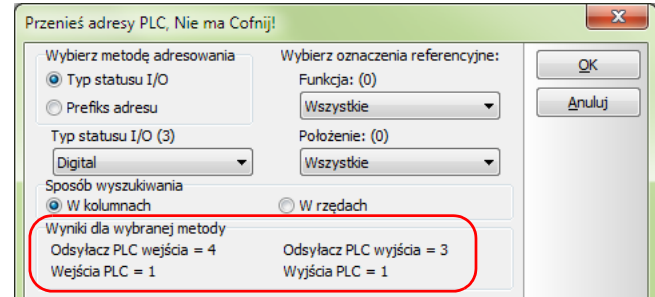 Przenieś adresy PLC, Nie ma Cofnij!
Wybierz metodę adresowania
Typ statusu I/O
Prefiks adresu
Typ statusu I/O (3)
Digital
Wybierz oznaczenia referencyjne:
Funkcja: (0)
Wszystkie
Położenie: (0)
Wszystkie
OK
Anuluj
Sposób wyszukiwania
W kolumnach
W rzędach
Wyniki dla wybranej metody
Odsyłacz PLC wejścia = 4 Odsyłacz PLC wyjścia = 3
Wejścia PLC = 1 Wyjścia PLC = 1